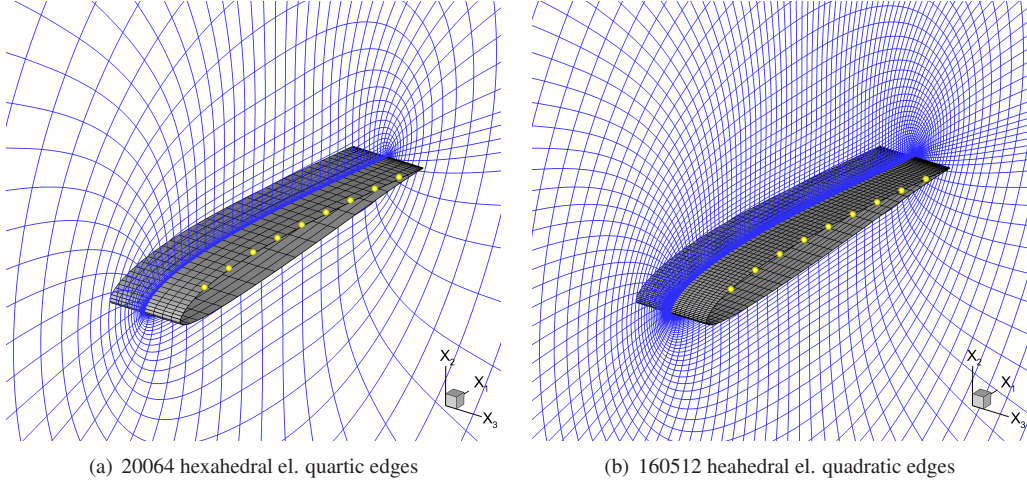 X2
X1
X3
X2
X1
X3
(a) 20064 hexahedral el. quartic edges
(b) 160512 heahedral el. quadratic edges